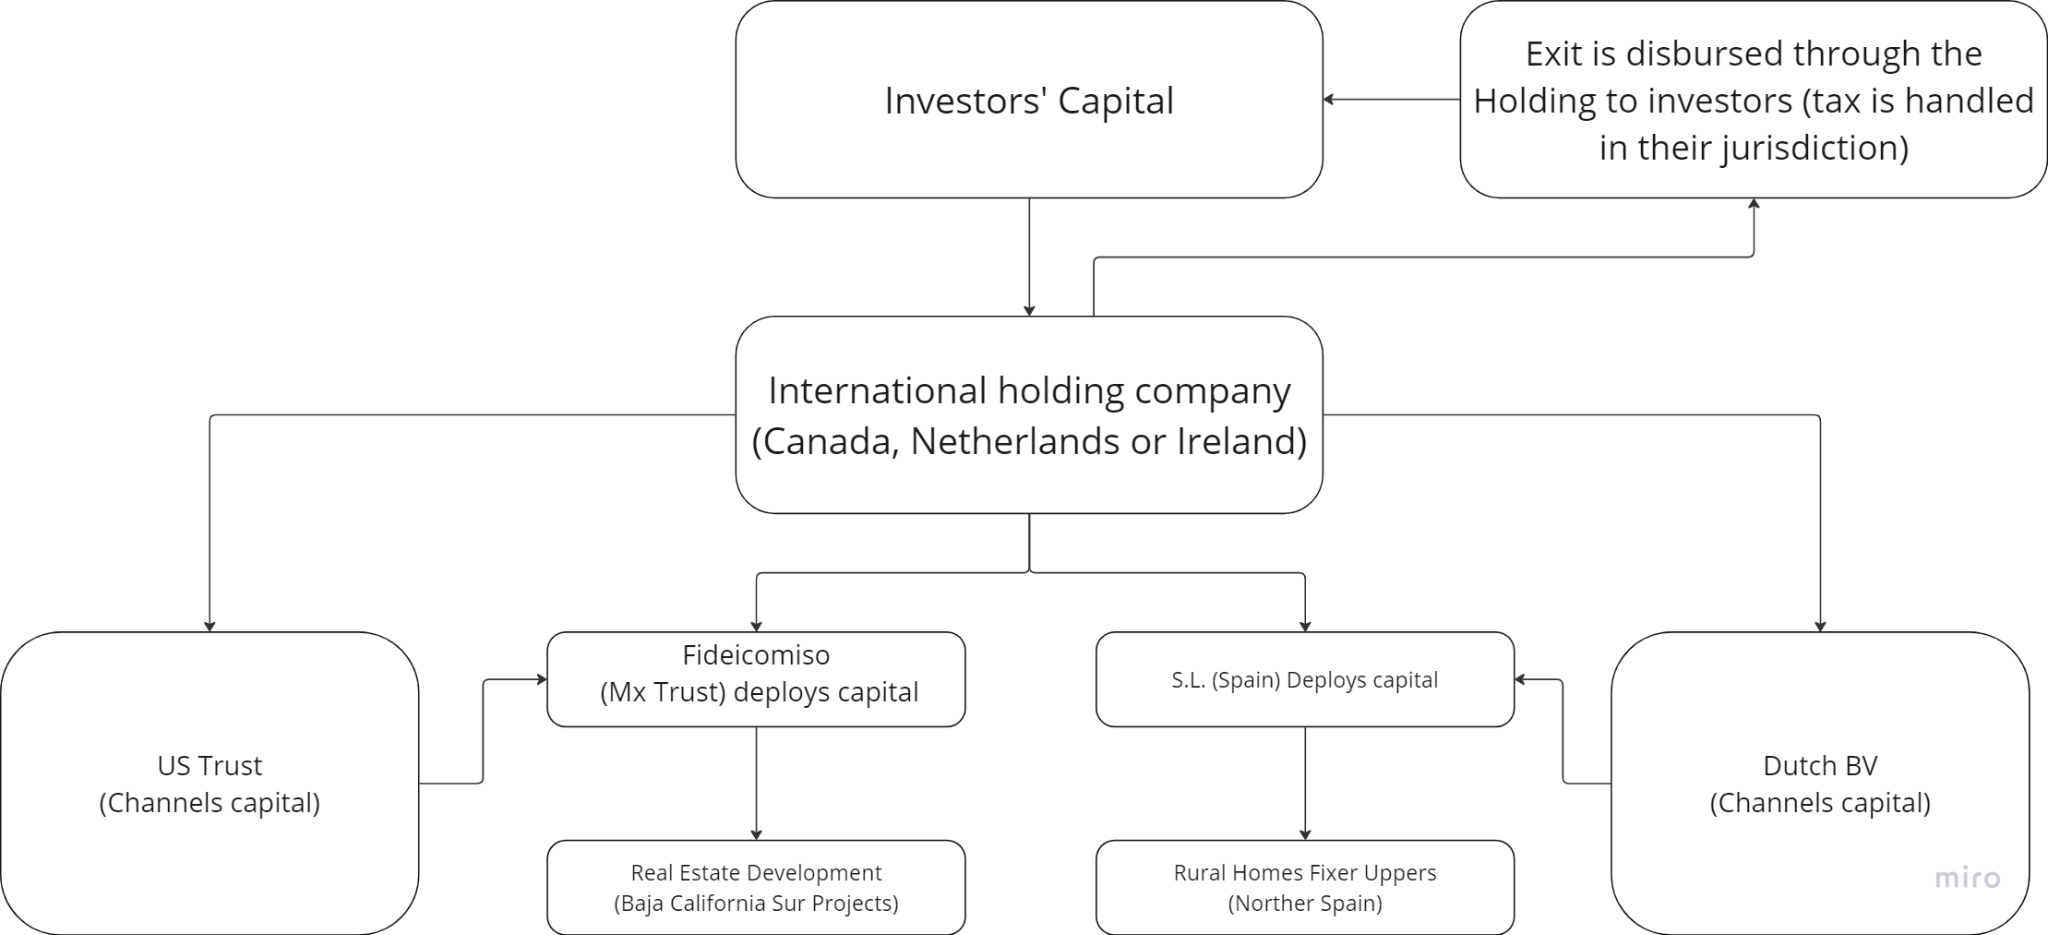 Investors' Capital
Exit is disbursed through the
Holding to investors (tax is handled
in their jurisdiction)
International holding company
(Canada, Netherlands or Ireland)
US Trust
(Channels capital)
Fideicomiso
(Mx Trust) deploys capital
S.L. (Spain) Deploys capital
Dutch BV
(Channels capital)
Real Estate Development
(Baja California Sur Projects)
Rural Homes Fixer Uppers
(Norther Spain)
miro